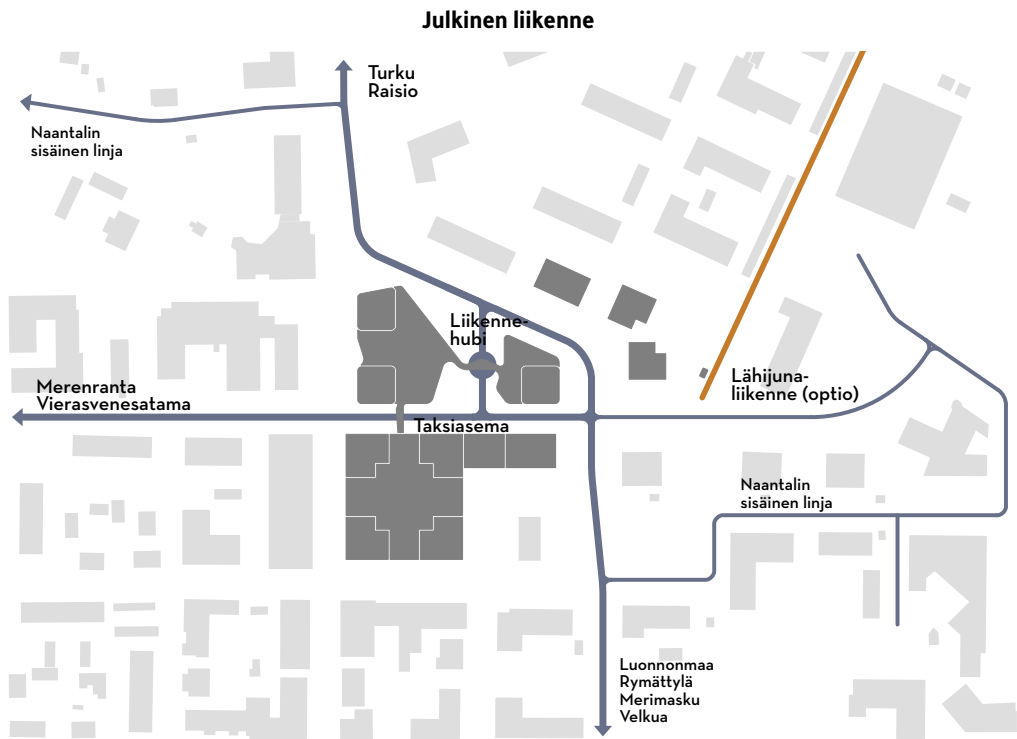 Julkinen liikenne
Turku
Raisio
Naantalin
sisäinen linja
Liikenne-
hubi
Merenranta
Vierasvenesatama
Lähijuna-
liikenne (optio)
Taksiasema
Naantalin
sisäinen linja
Luonnonmaa
Rymättylä
Merimasku
Velkua